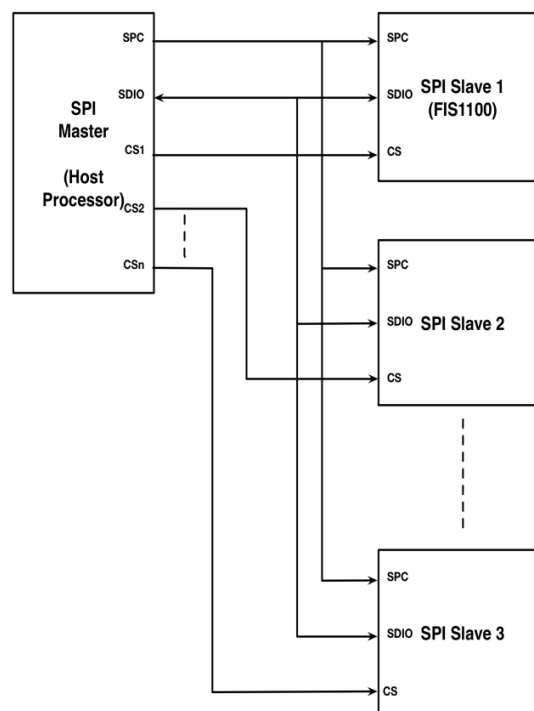 SPC
SDIO
SPI
Master
CS1
(Host
Processor)
CS2
CSn
SPC
SDIO
SPI Slave 1
(FIS1100)
CS
SPC
SDIO
SPI Slave 2
CS
SPC
SDIO
SPI Slave 3
CS